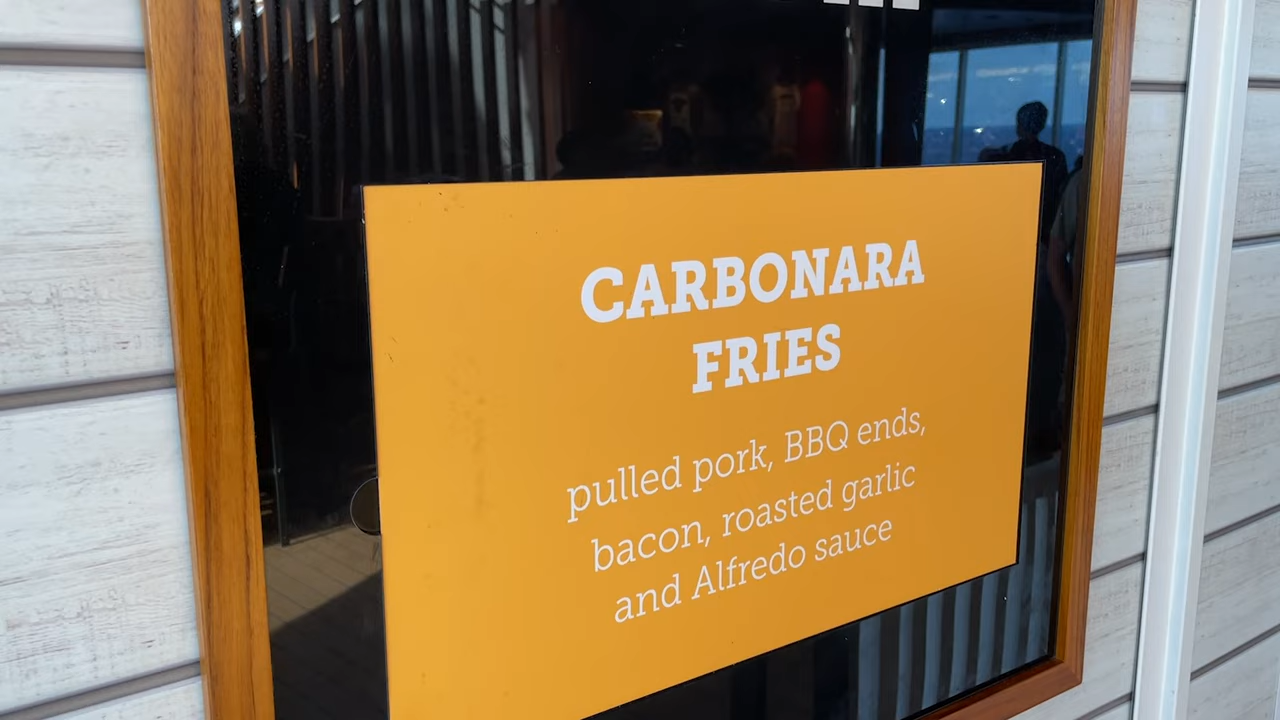 CARBONARA
FRIES
pulled pork, BBQ ends,
bacon, roasted garlic
and Alfredo sauce